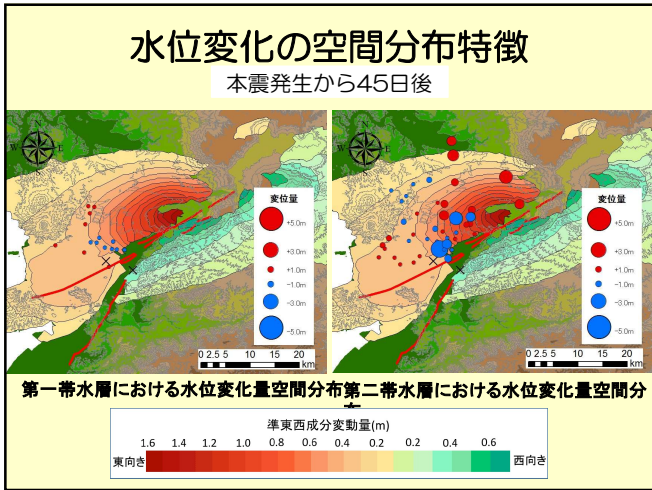 水位変化の空間分布特徴
本震発生から45日後
N
W E
S
変位量
+5.0m
+3.0m
+1.0m
-1.0m
-3.0m
-5.0m
0 2.5 5 10 15 20
km
N
W E
S
変位量
+5.0m
+3.0m
+1.0m
-1.0m
-3.0m
-5.0m
0 2.5 5 10 15 20
km
第一帯水層における水位変化量空間分布
第二帯水層における水位変化量空間分
布
準東西成分変動量(m)
1.6 1.4 1.2 1.0 0.8 0.6 0.4 0.2 0.2 0.4 0.6
東向き 西向き